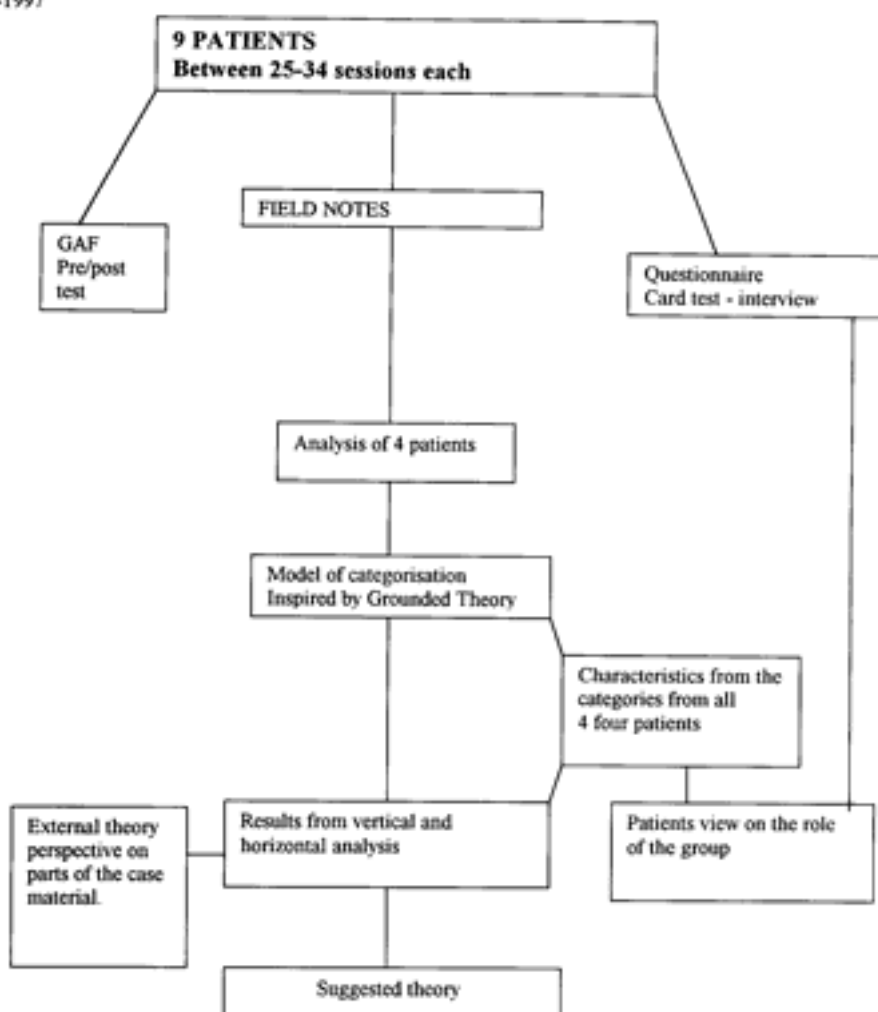 -1997
9 PATIENTS
Between 25-34 sessions each
FIELD NOTES
GAF
Pre/post
test
Questionnaire
Card test - interview
Analysis of 4 patients
Model of categorisation
Inspired by Grounded Theory
Characteristics from the
categories from all
4 four patients
External theory
perspective on
parts of the case
material.
Results from vertical and
horizontal analysis
Patients view on the role
of the group
Suggested theory